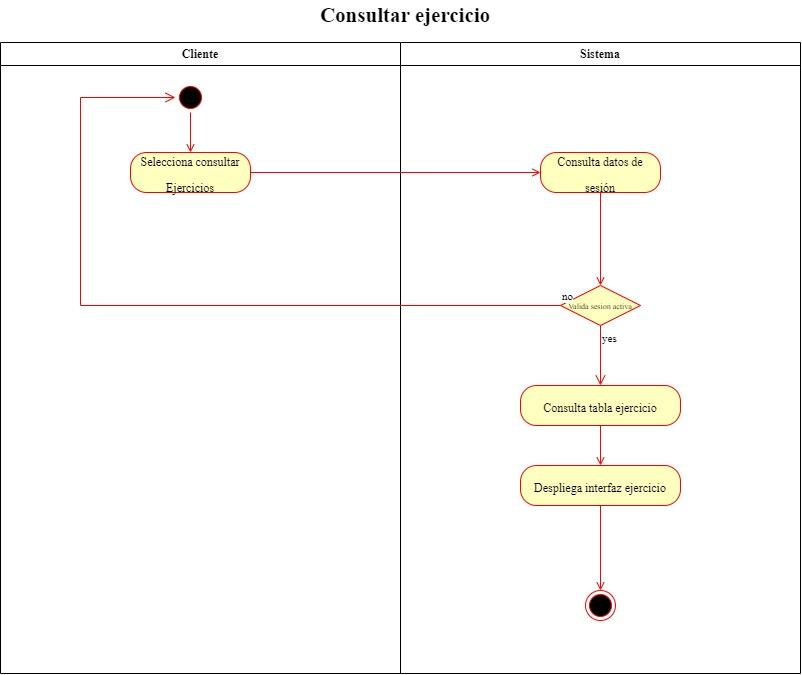 Consultar ejercicio
Cliente
Sistema
Selecciona consultar
Ejercicios
Consulta datos de
sesión
no
Valida sesion activa
yes
Consulta tabla ejercicio
Despliega interfaz ejercicio